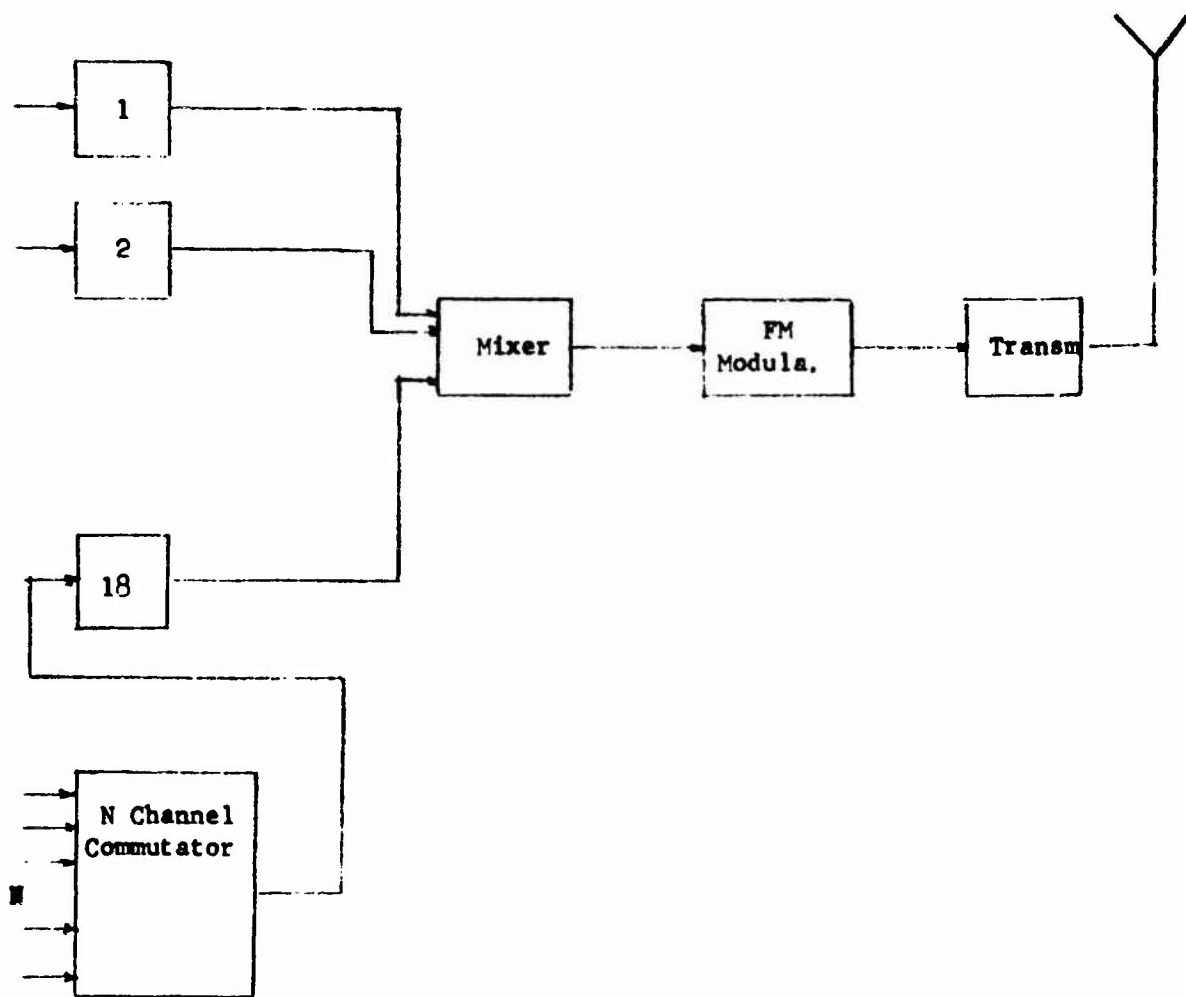 1
2
Mixer
FM
Modula.
Transm
18
N Channel
Commutator
N